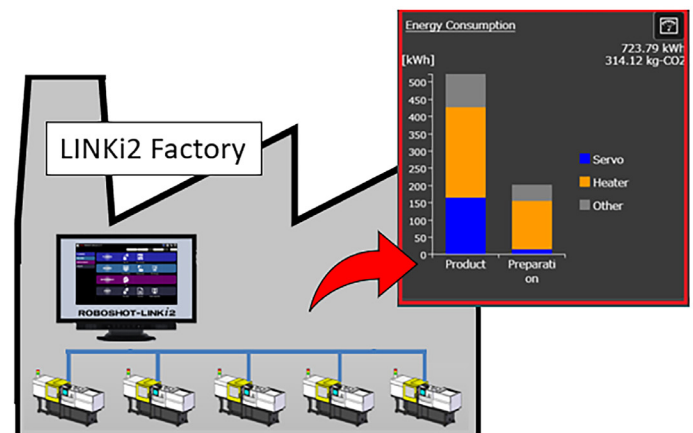 Energy Consumption
723.79 kWh
314.12 kg-CO2
[kWh]
500
450
400
350
300
250
200
150
100
50
0
Servo
Heater
Other
Product
Preparati
on
LINKi2 Factory
ROBOSHOT-LINKi2